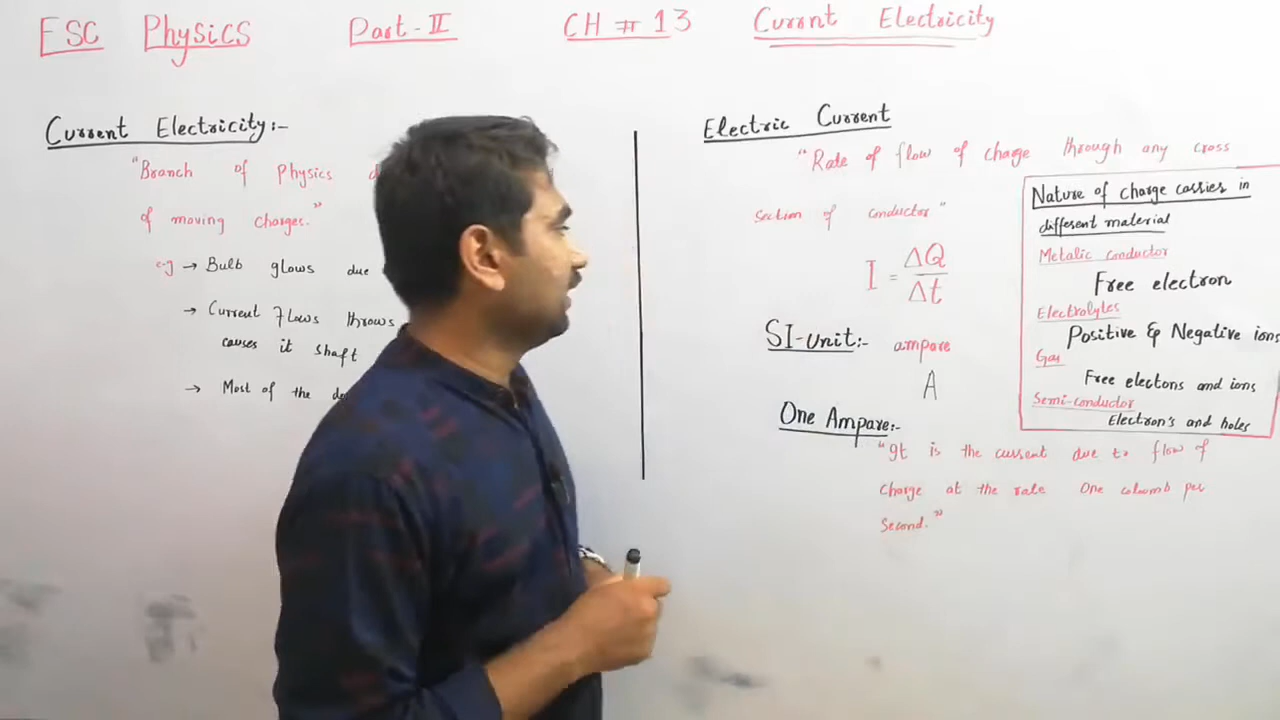 FSC Physics Part-II CH # 13 Current Electricity
Current Electricity:-
"Branch of Physics
of moving charges."
e.g → Bulb glows due
→ Current Flows throws
causes it shaft
→ Most of the
Electric Current
"Rate of flow of charge through any cross
Section of conductor"
I = ΔQ/Δt
SI-Unit:- ampare
A
One Ampare:-
"It is the current due to flow of
Charge at the rate One colomb per
Second."
Nature of charge carries in
different material
Metalic conductor
Free electron
Electrolytes
Positive & Negative ions
Gas
Free electons and ions
Semi-conductor
Electron's and holes